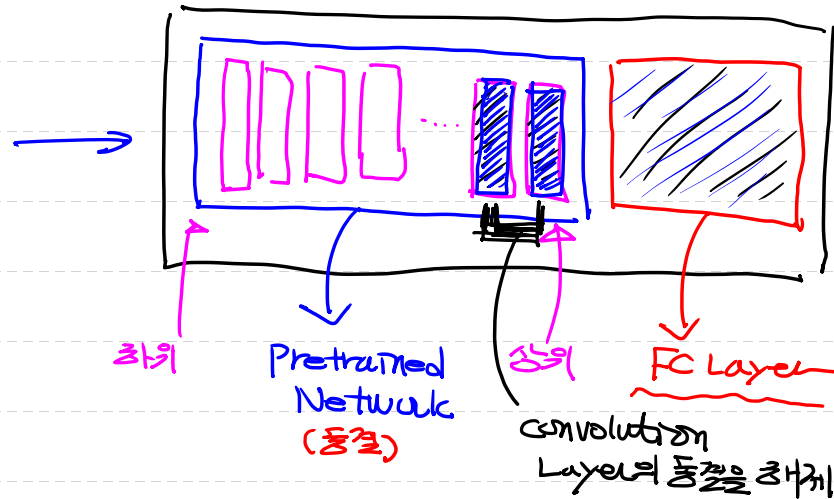 하위
Pretrained
Network
(동결)
상위
FC Layer
convolution
Layer의 동결을 해제